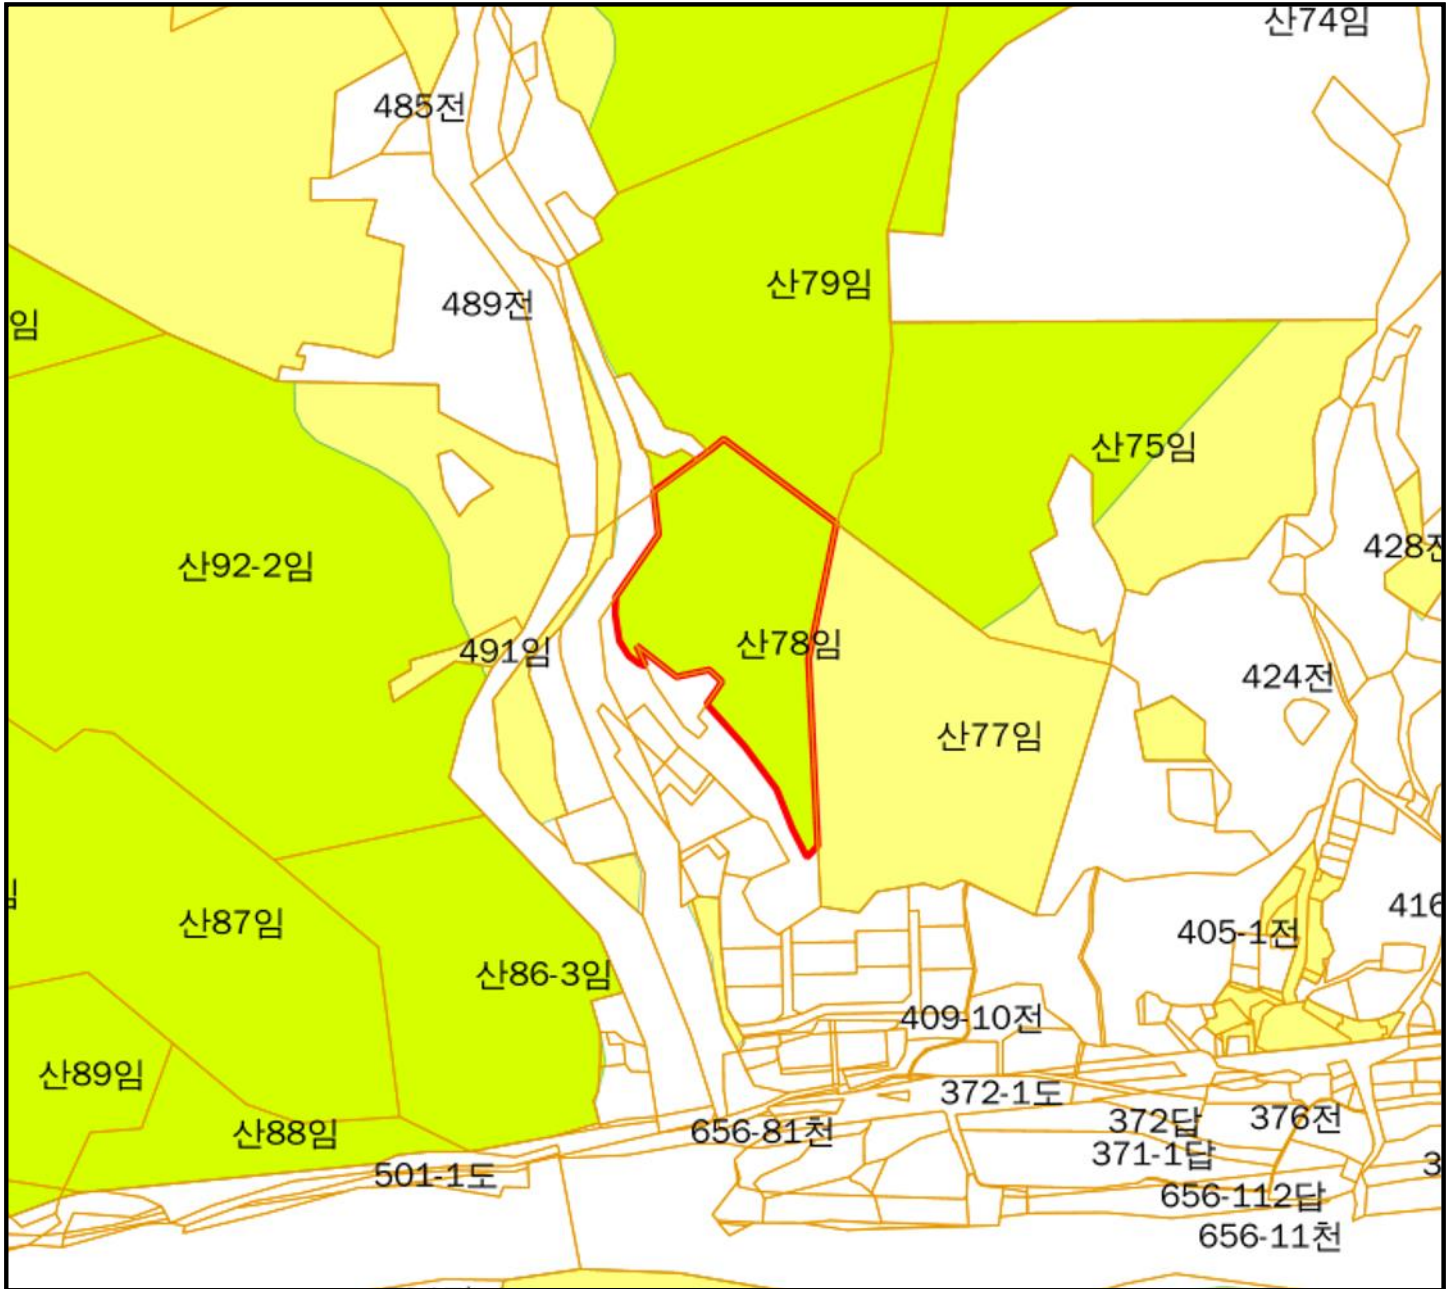 산74임
485전
산79임
489전
임
산75임
428전
산92-2임
산78임
491임
424전
산77임
416
산87임
405-1전
산86-3임
409-10전
산89임
372-1도
372답
376전
산88임
656-81천
371-1답
501-1도
3
656-112답
656-11천